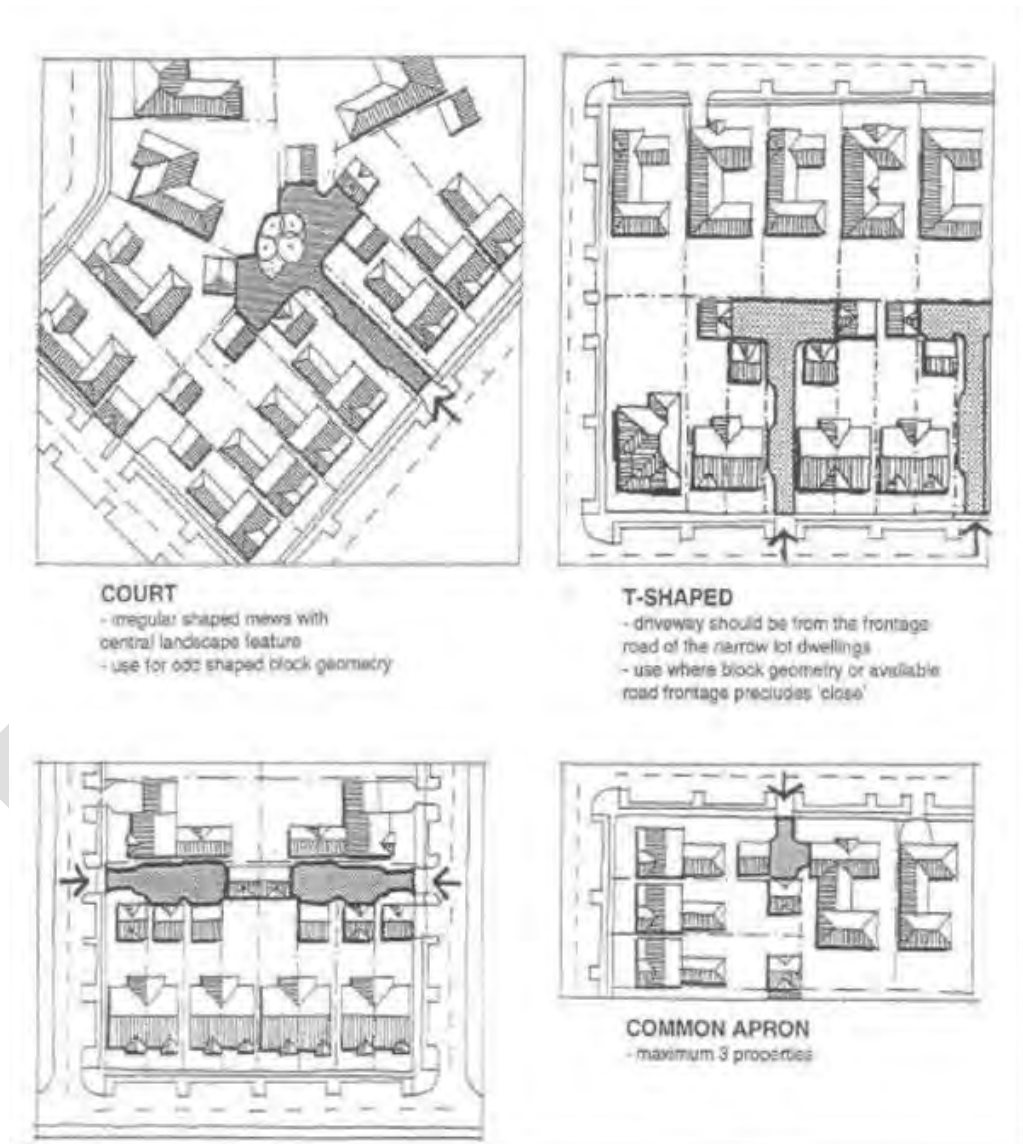 COURT
- irregular shaped mews with
central landscape feature
- use for odd shaped block geometry
T-SHAPED
- driveway should be from the frontage
road of the narrow lot dwellings
- use where block geometry or available
road frontage precludes 'close'
COMMON APRON
- maximum 3 properties